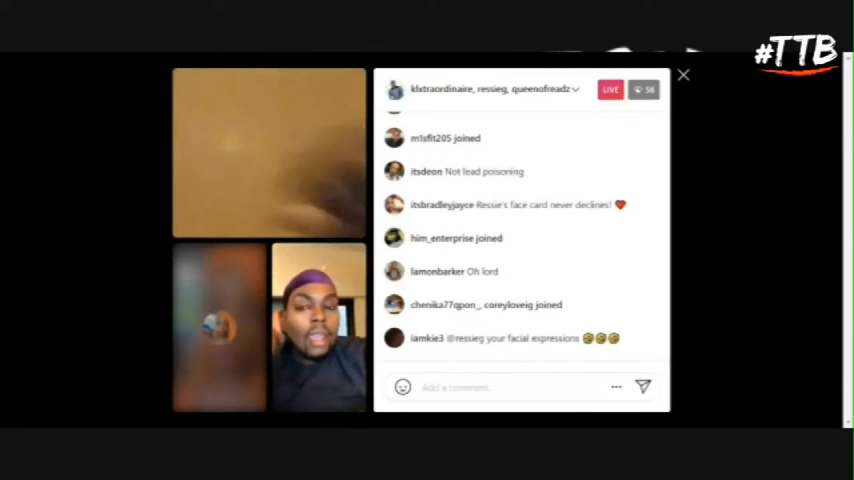 #TTB
klxtraordinaire, ressieg, queenofreadz
LIVE
58
m1sfit205 joined
itsdeon Not lead poisoning
itsbradleyjayce Ressie's face card never declines! ❤️
him_enterprise joined
lamonbarker Oh lord
chenika77qpon_, coreyloveig joined
iamkie3 @ressieg your facial expressions 🤣🤣🤣
Add a comment...